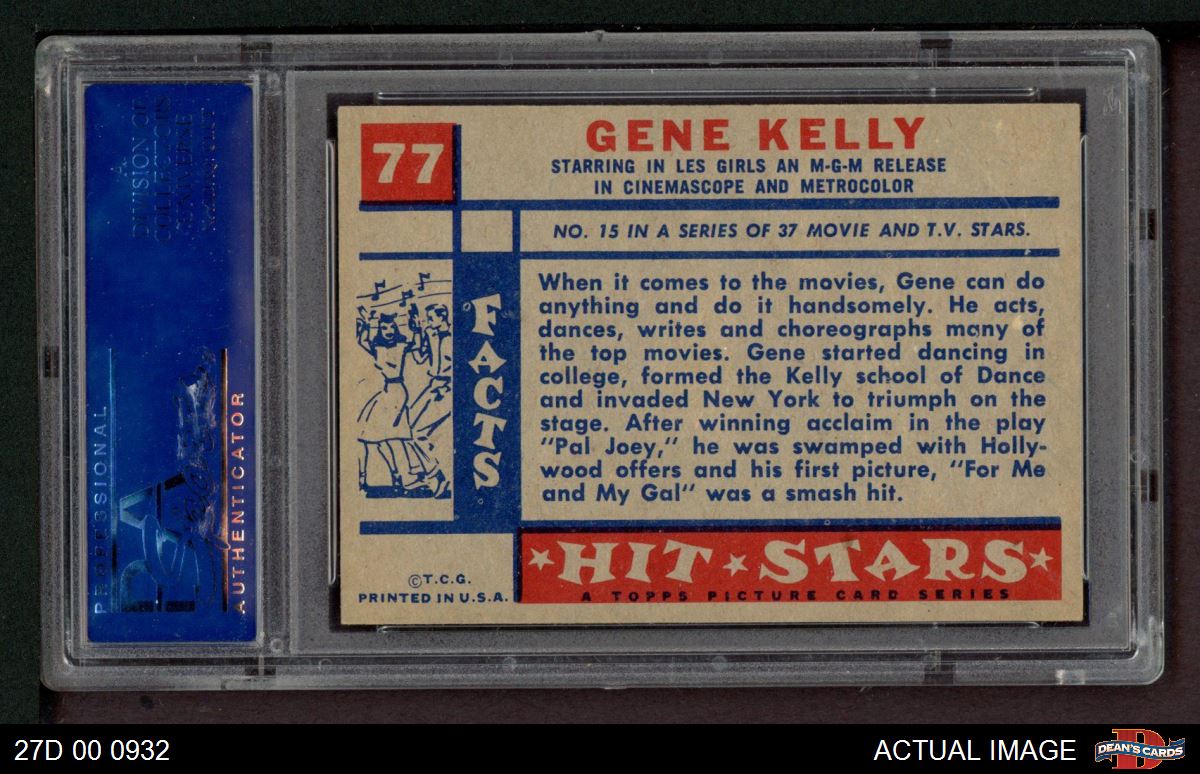 A
DIVISION OF
COLLECTORS
UNIVERSE
PROFESSIONAL
PSA
AUTHENTICATOR
77
GENE KELLY
STARRING IN LES GIRLS AN M-G-M RELEASE
IN CINEMASCOPE AND METROCOLOR
NO. 15 IN A SERIES OF 37 MOVIE AND T.V. STARS.
FACTS
When it comes to the movies, Gene can do
anything and do it handsomely. He acts,
dances, writes and choreographs many of
the top movies. Gene started dancing in
college, formed the Kelly school of Dance
and invaded New York to triumph on the
stage. After winning acclaim in the play
"Pal Joey," he was swamped with Holly-
wood offers and his first picture, "For Me
and My Gal" was a smash hit.
©T.C.G.
PRINTED IN U.S.A.
HIT STARS
A TOPPS PICTURE CARD SERIES
27D 00 0932
ACTUAL IMAGE
DEAN'S CARDS